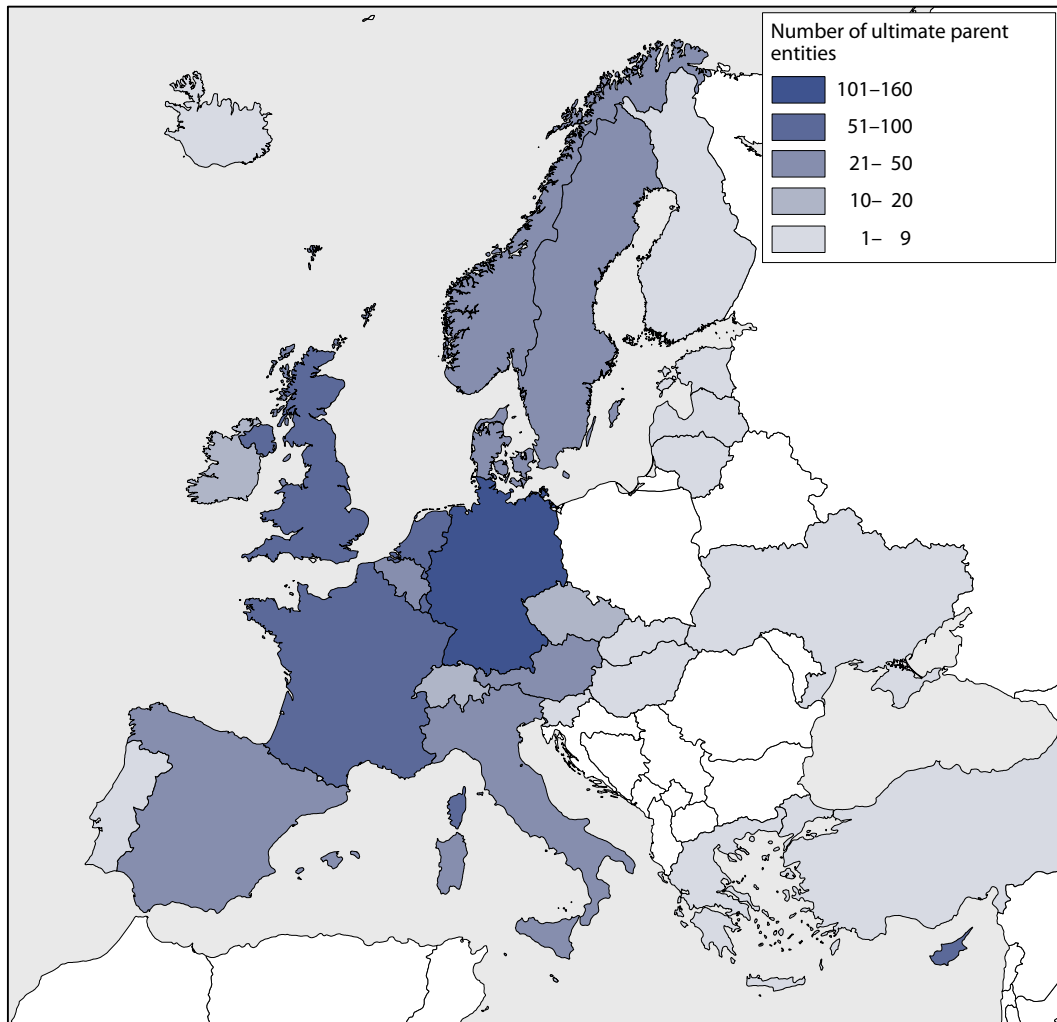 Number of ultimate parent
entities
101–160
51–100
21– 50
10– 20
1– 9